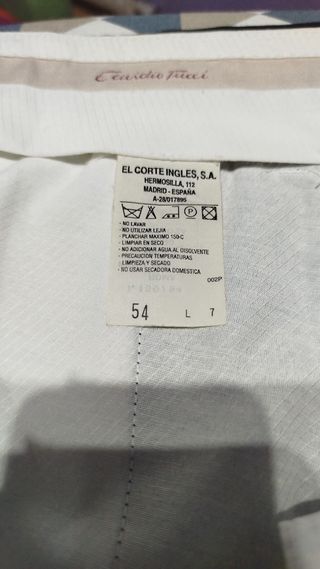 Emidio Tucci
EL CORTE INGLES, S.A.
HERMOSILLA, 112
MADRID - ESPAÑA
A-28/017895
- NO LAVAR
- NO UTILIZAR LEJIA
- PLANCHAR MAXIMO 150-C
- LIMPIAR EN SECO
- NO ADICIONAR AGUA AL DISOLVENTE
- PRECAUCION TEMPERATURAS
- LIMPIEZA Y SECADO
- NO USAR SECADORA DOMESTICA
002P
54 L 7